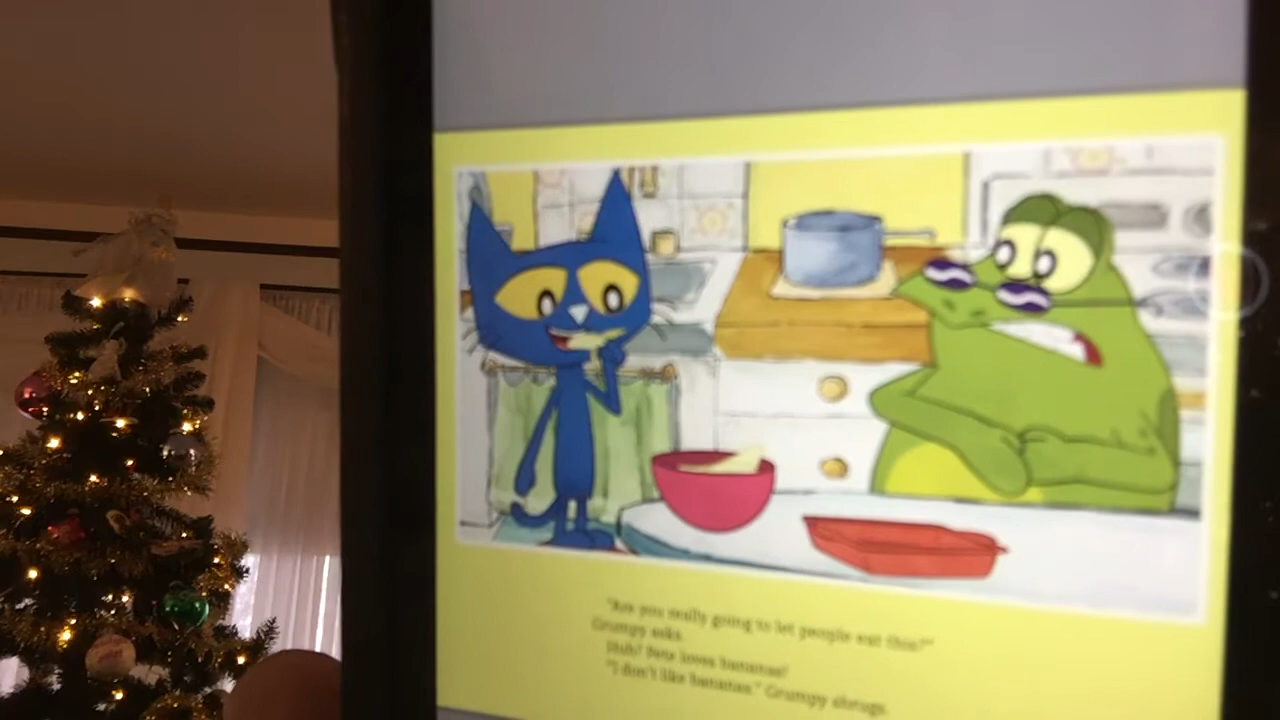 "Are you really going to let people eat this?"
Grumpy asks.
Huh? Pete loves bananas!
"I don't like bananas." Grumpy shrugs.